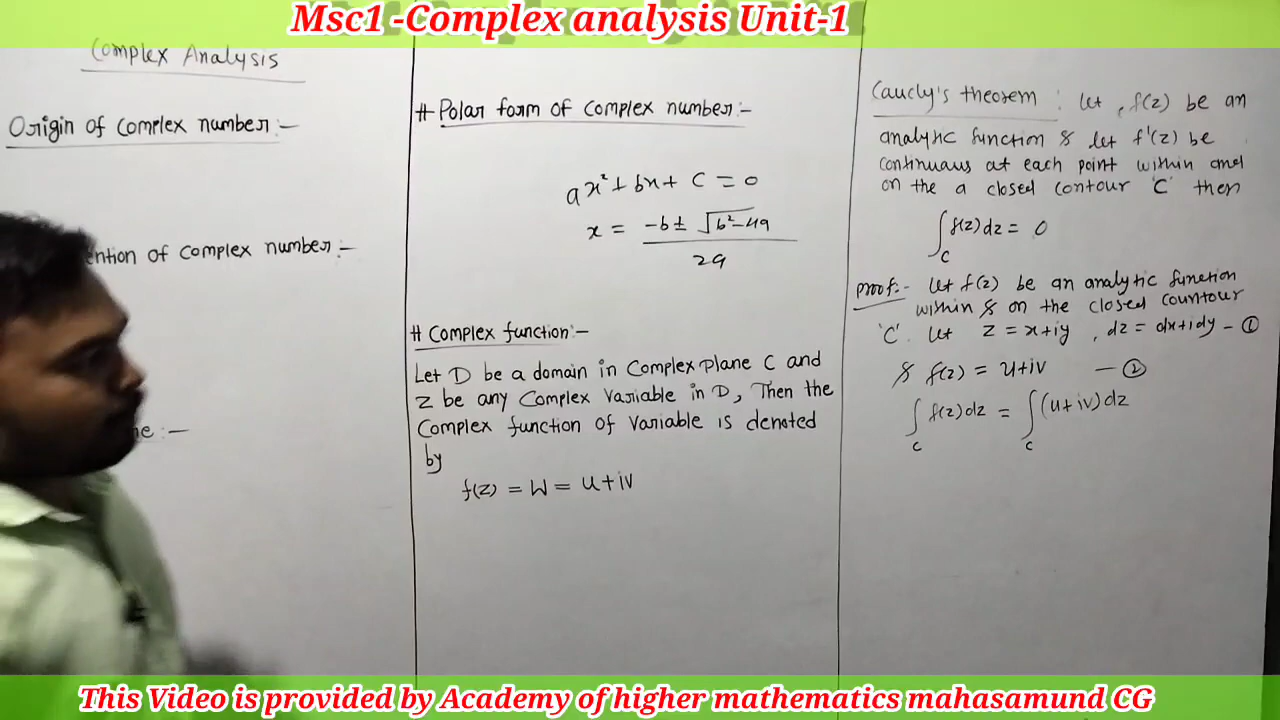 Msc1 -Complex analysis Unit-1
Complex Analysis
Origin of Complex number:-
ention of Complex number:-
ne :-
# Polar form of Complex number:-
ax²+bx+ C = 0
x = -b± √b²-4a
2a
# Complex function:-
Let D be a domain in Complex plane C and
Z be any Complex Variable in D, Then the
Complex function of Variable is denoted
by
f(Z) = W = u+iv
Caucly's theorem : Let, f(z) be an
analytic function & let f'(z) be
continuous at each point within and
on the a closed contour 'C' then
∫f(z)dz = 0
C
Proof:- Let f(z) be an analytic function
within & on the closed countour
'C'. Let Z = x+iy , dz = dx+idy - ①
& f(z) = u+iv — ②
∫f(z)dz = ∫(u+iv)dz
C C
This Video is provided by Academy of higher mathematics mahasamund CG